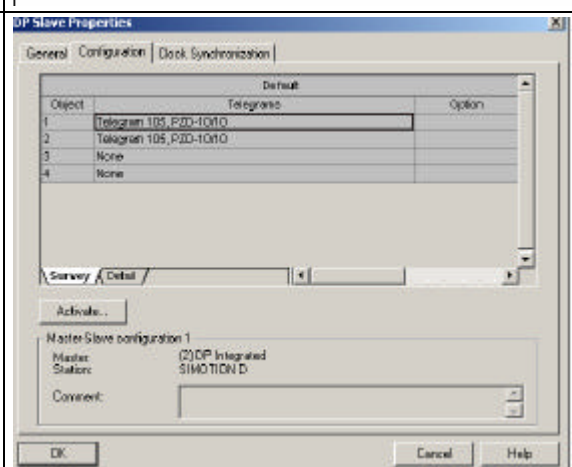 DP Slave Properties
General Configuration Clock Synchronization
Default
Object Telegrams Option
1 Telegram 105, PZD-10/10
2 Telegram 105, PZD-10/10
3 None
4 None
Survey Detail
Activate...
Master-Slave configuration 1
Master: (2) DP Integrated
Station: SIMOTION D
Comment:
OK Cancel Help